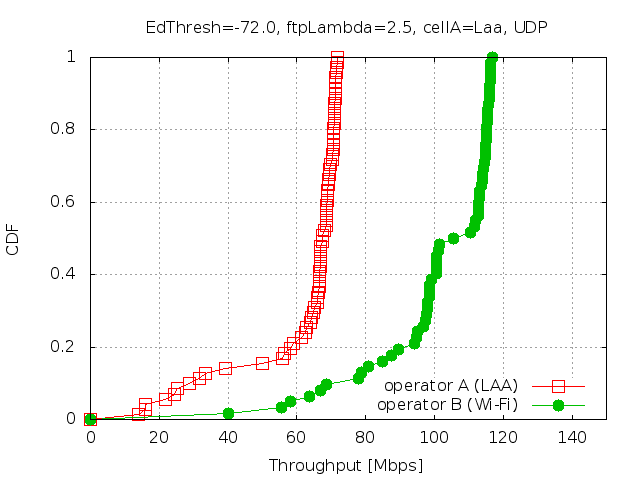 EdThresh=-72.0, ftpLambda=2.5, cellA=Laa, UDP
1
0.8
0.6
0.4
0.2
0
CDF
operator A (LAA)
operator B (Wi-Fi)
0 20 40 60 80 100 120 140
Throughput [Mbps]